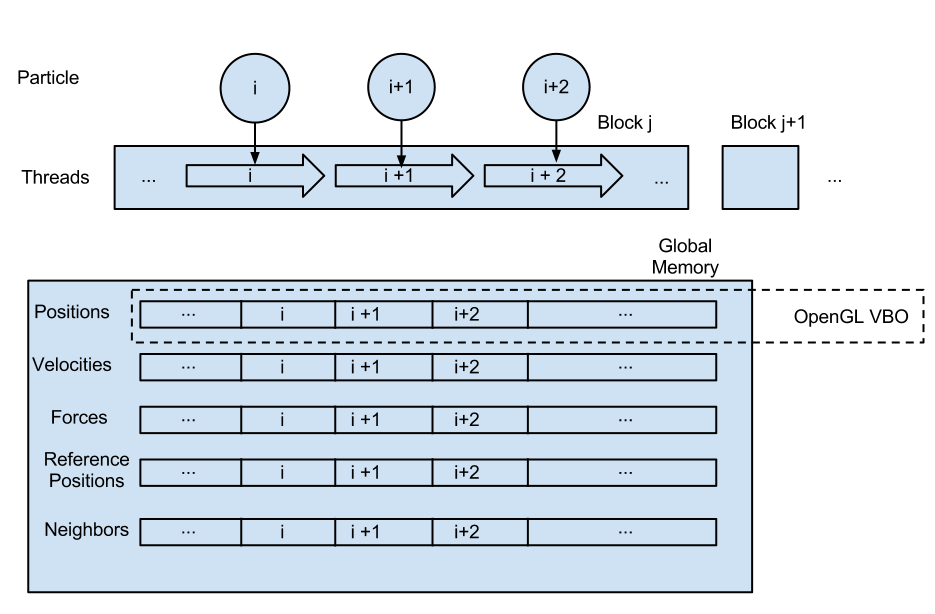 Particle
i
i+1
i+2
Block j
Block j+1
Threads
...
i
i +1
i + 2
...
...
Global
Memory
Positions
...
i
i +1
i+2
...
OpenGL VBO
Velocities
...
i
i +1
i+2
...
Forces
...
i
i +1
i+2
...
Reference
Positions
...
i
i +1
i+2
...
Neighbors
...
i
i +1
i+2
...